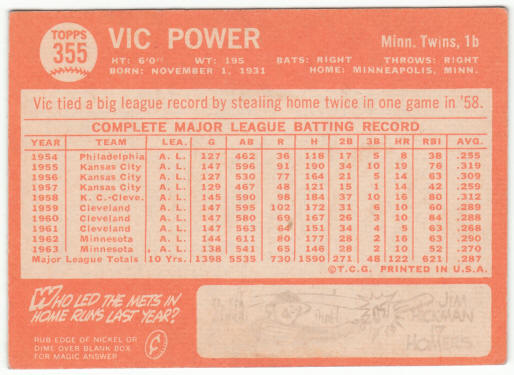 TOPPS
355
VIC POWER
Minn. Twins, 1b
HT: 6'0" WT: 195 BATS: RIGHT THROWS: RIGHT
BORN: NOVEMBER 1, 1931 HOME: MINNEAPOLIS, MINN.
Vic tied a big league record by stealing home twice in one game in '58.
COMPLETE MAJOR LEAGUE BATTING RECORD
YEAR TEAM LEA. G AB R H 2B 3B HR RBI AVG.
1954 Philadelphia A. L. 127 462 36 118 17 5 8 38 .255
1955 Kansas City A. L. 147 596 91 190 34 10 19 76 .319
1956 Kansas City A. L. 127 530 77 164 21 5 14 63 .309
1957 Kansas City A. L. 129 467 48 121 15 1 14 42 .259
1958 K. C.-Cleve. A. L. 145 590 98 184 37 10 16 80 .312
1959 Cleveland A. L. 147 595 102 172 31 6 10 60 .289
1960 Cleveland A. L. 147 580 69 167 26 3 10 84 .288
1961 Cleveland A. L. 147 563 64 151 34 4 5 63 .268
1962 Minnesota A. L. 144 611 80 177 28 2 16 63 .290
1963 Minnesota A. L. 138 541 65 146 28 2 10 52 .270
Major League Totals 10 Yrs. 1398 5535 730 1590 271 48 122 621 .287
©T.C.G. PRINTED IN U.S.A.
WHO LED THE METS IN
HOME RUNS LAST YEAR?
RUB EDGE OF NICKEL OR
DIME OVER BLANK BOX
FOR MAGIC ANSWER
JIM
HICKMAN
17